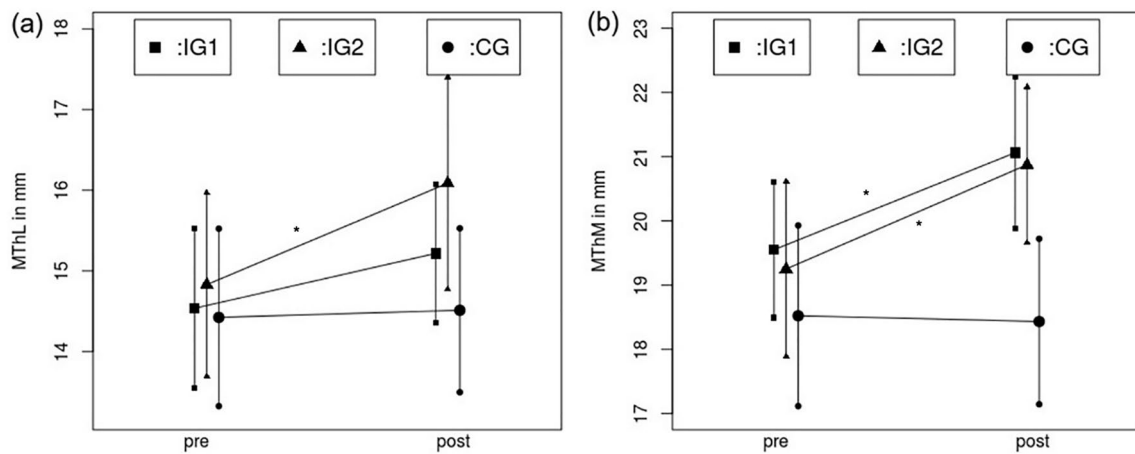 (a)
:IG1
:IG2
:CG
18
17
16
15
14
MThL in mm
*
pre
post
(b)
:IG1
:IG2
:CG
23
22
21
20
19
18
17
MThM in mm
*
*
pre
post